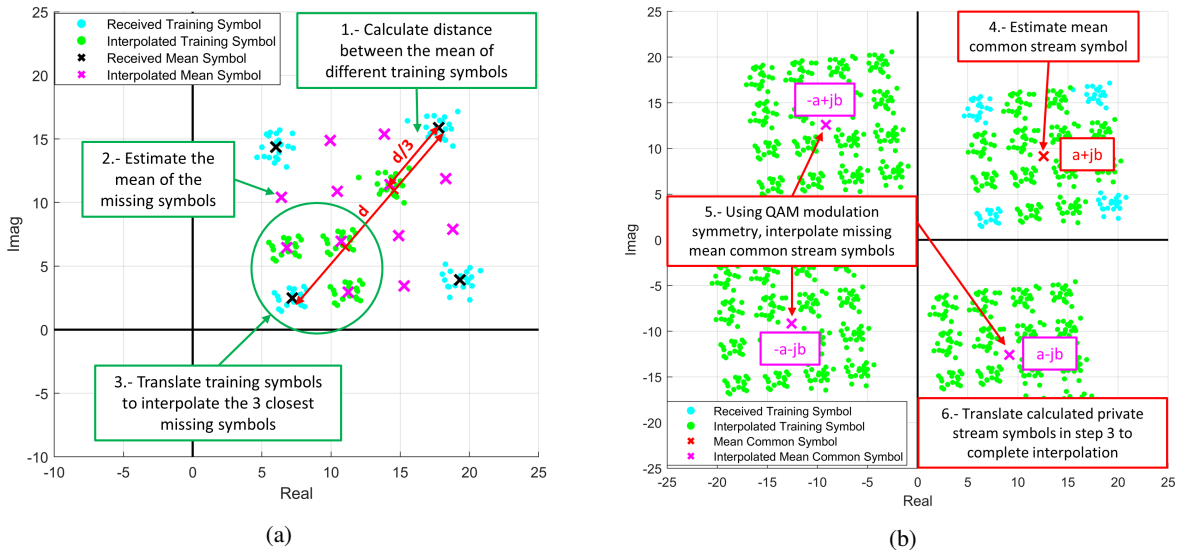 Received Training Symbol
Interpolated Training Symbol
Received Mean Symbol
Interpolated Mean Symbol
1.- Calculate distance
between the mean of
different training symbols
2.- Estimate the
mean of the
missing symbols
d/3
d
3.- Translate training symbols
to interpolate the 3 closest
missing symbols
25
20
15
10
5
0
-5
-10
-10
-5
0
5
10
15
20
25
Imag
Real
(a)
4.- Estimate mean
common stream symbol
-a+jb
a+jb
5.- Using QAM modulation
symmetry, interpolate missing
mean common stream symbols
-a-jb
a-jb
Received Training Symbol
Interpolated Training Symbol
Mean Common Symbol
Interpolated Mean Common Symbol
6.- Translate calculated private
stream symbols in step 3 to
complete interpolation
25
20
15
10
5
0
-5
-10
-15
-20
-25
-25
-20
-15
-10
-5
0
5
10
15
20
25
Imag
Real
(b)